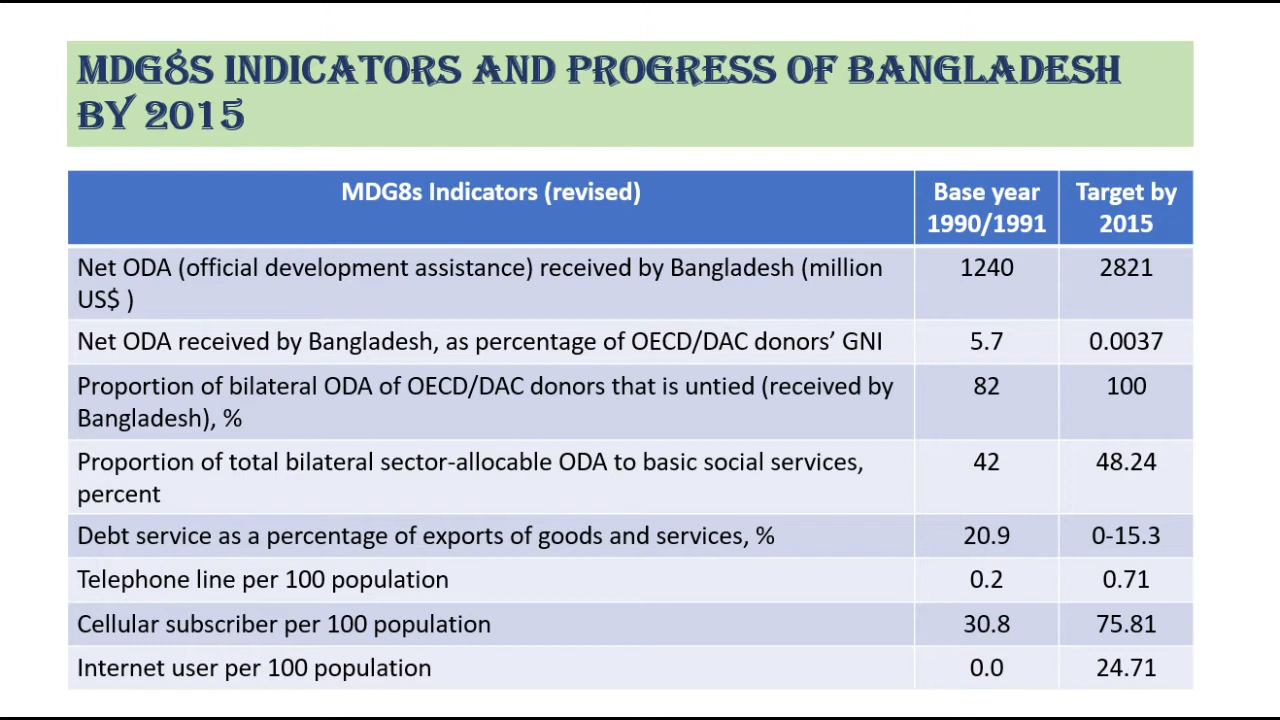 MDG8S INDICATORS AND PROGRESS OF BANGLADESH
BY 2015
MDG8s Indicators (revised)
Base year
1990/1991
Target by
2015
Net ODA (official development assistance) received by Bangladesh (million
US$ )
1240
2821
Net ODA received by Bangladesh, as percentage of OECD/DAC donors’ GNI
5.7
0.0037
Proportion of bilateral ODA of OECD/DAC donors that is untied (received by
Bangladesh), %
82
100
Proportion of total bilateral sector-allocable ODA to basic social services,
percent
42
48.24
Debt service as a percentage of exports of goods and services, %
20.9
0-15.3
Telephone line per 100 population
0.2
0.71
Cellular subscriber per 100 population
30.8
75.81
Internet user per 100 population
0.0
24.71